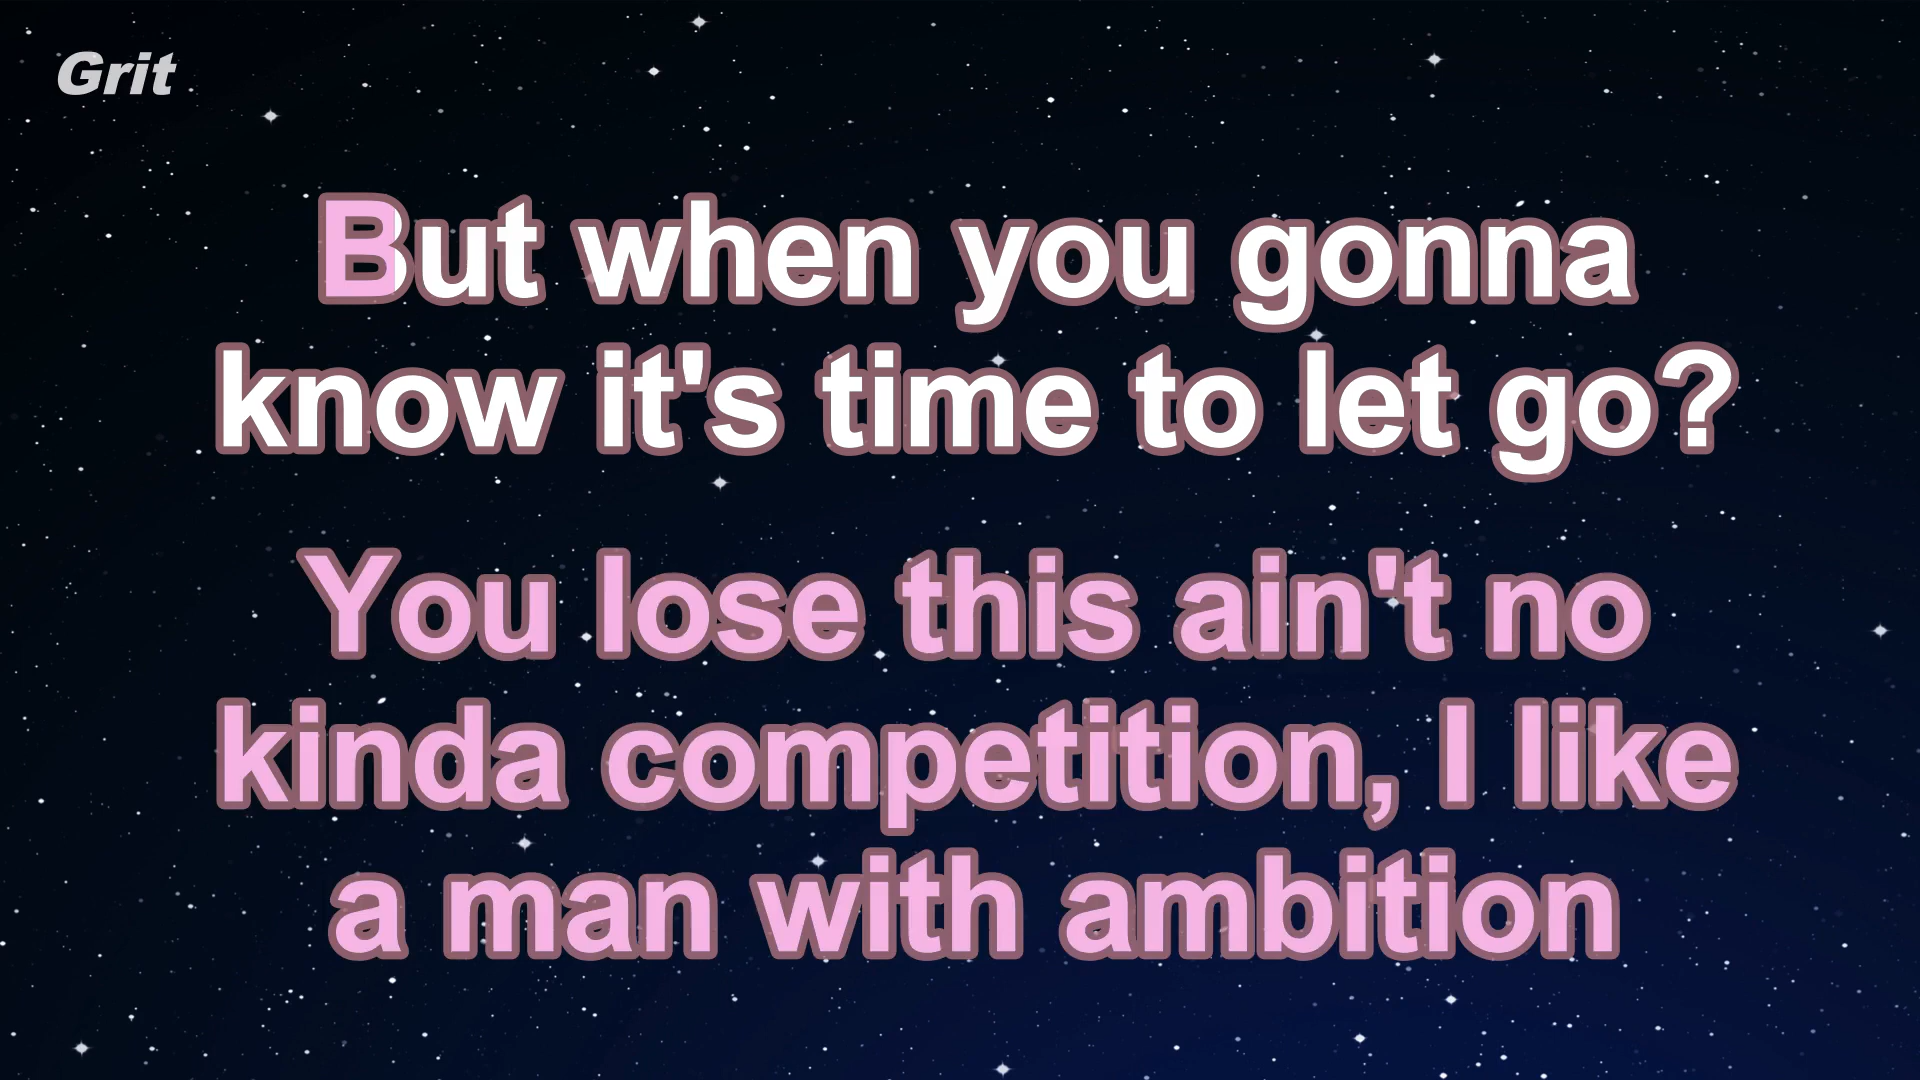 Grit
But when you gonna
know it's time to let go?
You lose this ain't no
kinda competition, I like
a man with ambition